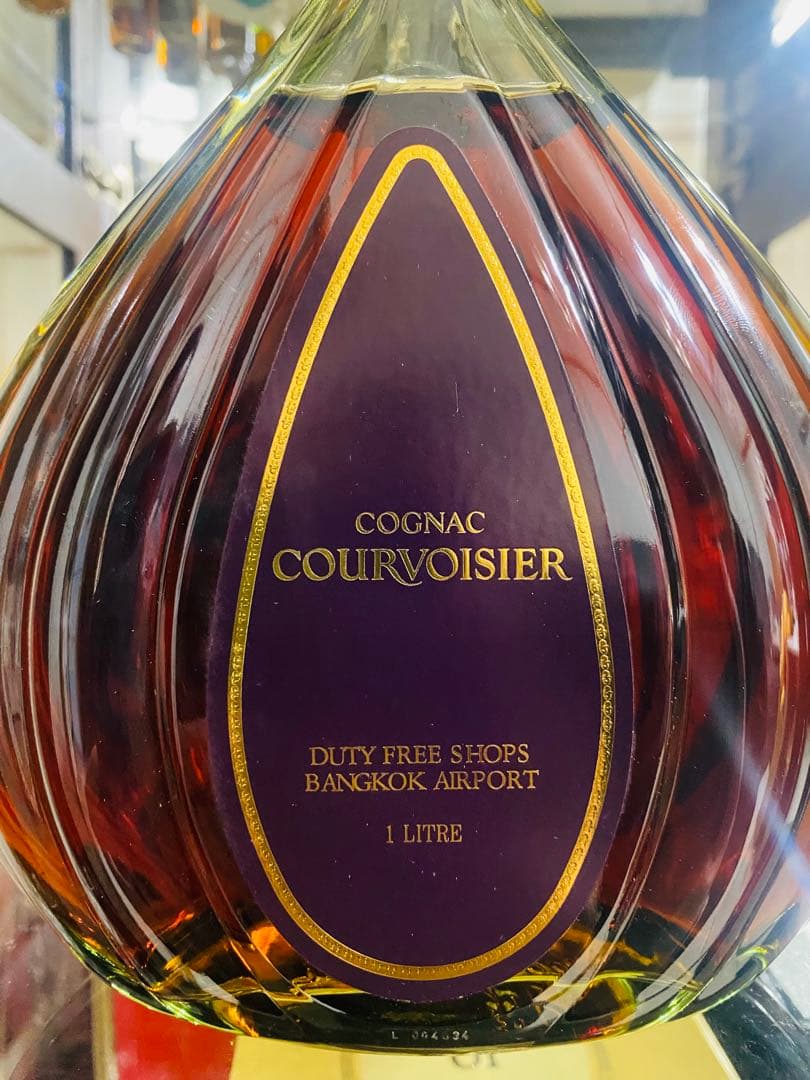 COGNAC
COURVOISIER
DUTY FREE SHOPS
BANGKOK AIRPORT
1 LITRE